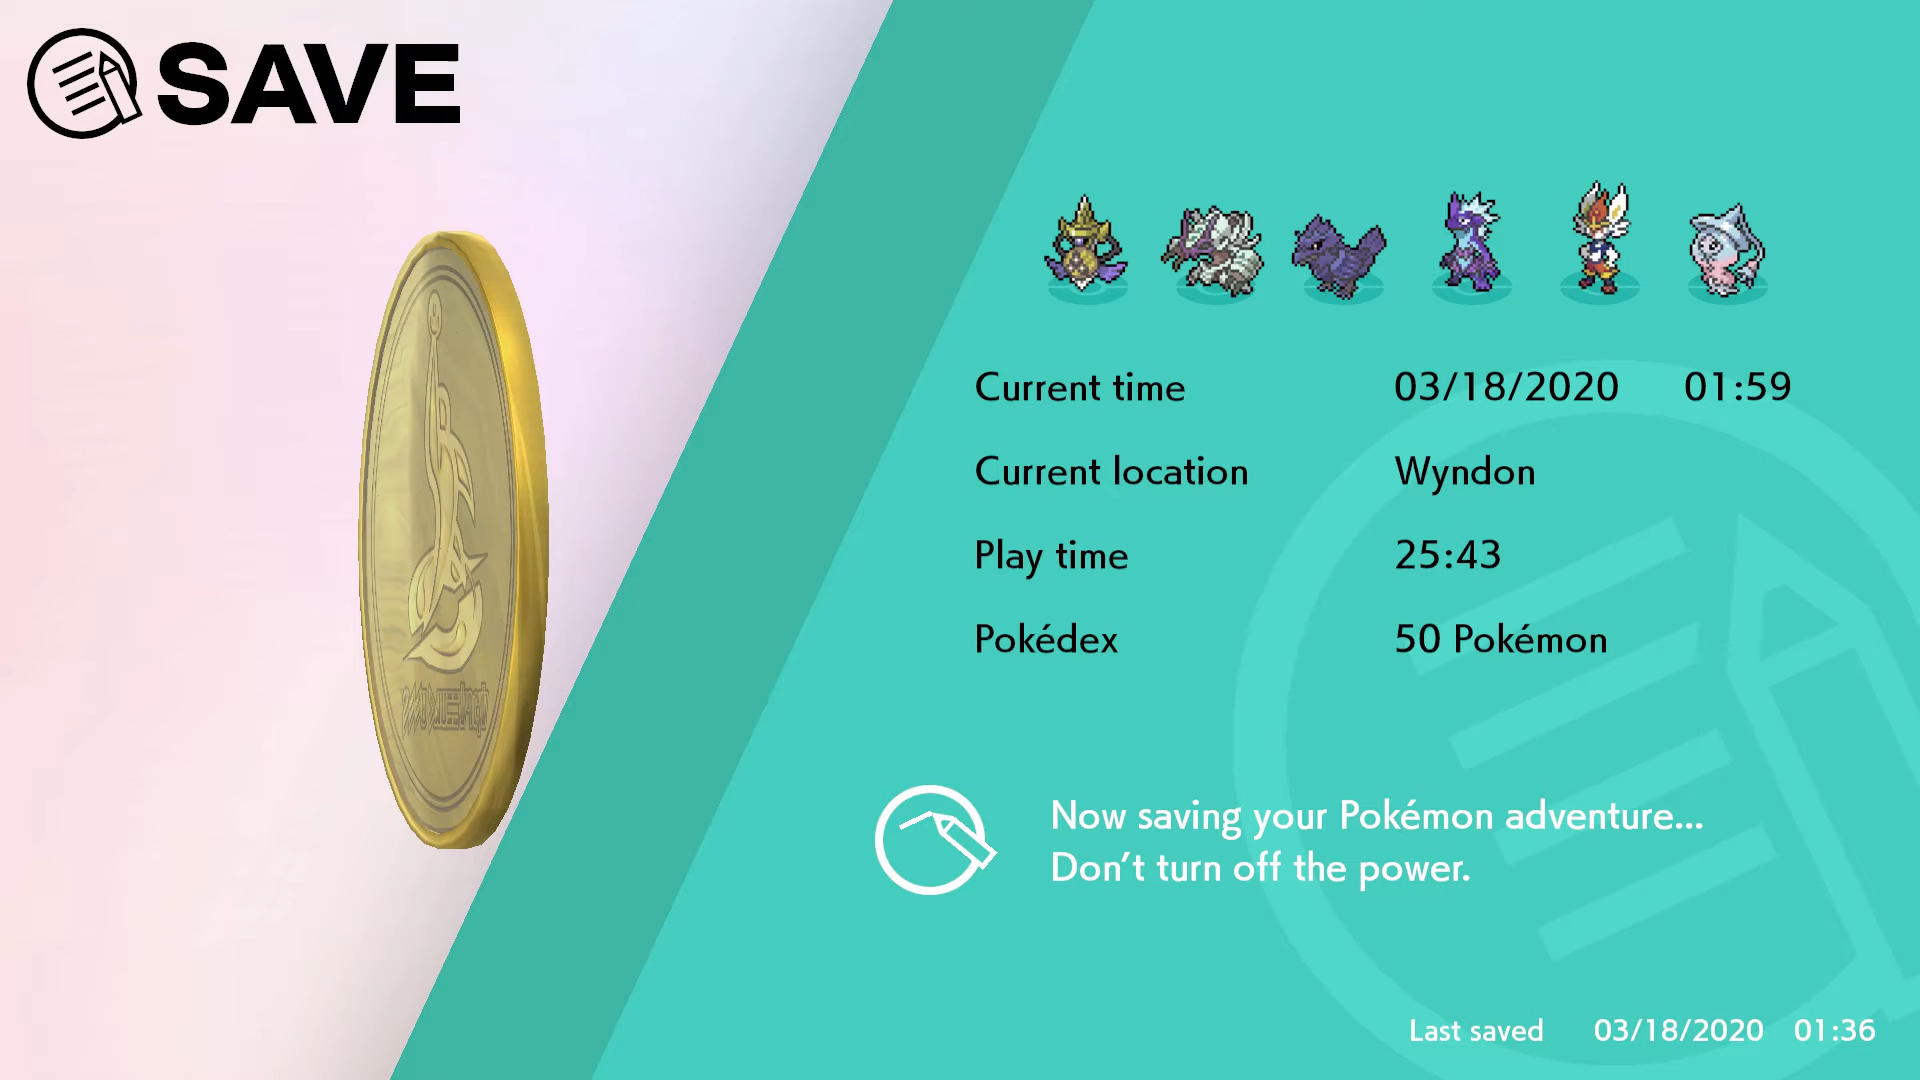 SAVE
Current time 03/18/2020 01:59
Current location Wyndon
Play time 25:43
Pokédex 50 Pokémon
Now saving your Pokémon adventure...
Don't turn off the power.
Last saved 03/18/2020 01:36